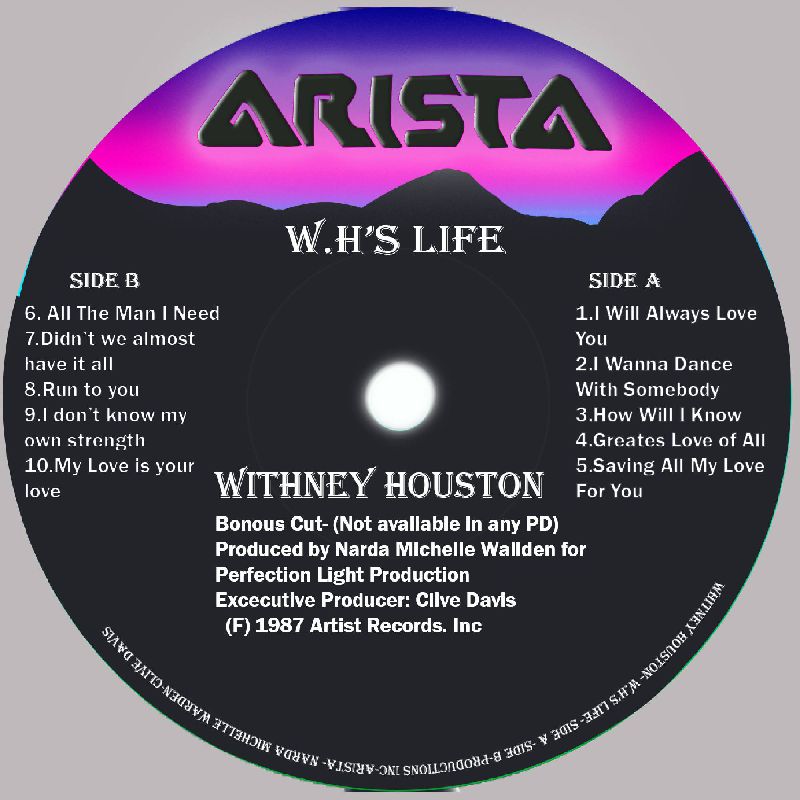 ARISTA
W.H'S LIFE
SIDE B
6. All The Man I Need
7.Didn`t we almost
have it all
8.Run to you
9.I don`t know my
own strength
10.My Love is your
love
SIDE A
1.I Will Always Love
You
2.I Wanna Dance
With Somebody
3.How Will I Know
4.Greates Love of All
5.Saving All My Love
For You
WITHNEY HOUSTON
Bonous Cut- (Not available in any PD)
Produced by Narda Michelle Wallden for
Perfection Light Production
Excecutive Producer: Clive Davis
(F) 1987 Artist Records. Inc
WHITNEY HOUSTON- W.H'S LIFE- SIDE A -SIDE B-PRODUCTIONS INC-ARISTA- NARDA MICHELLE WARDEN-CLIVE DAVIS